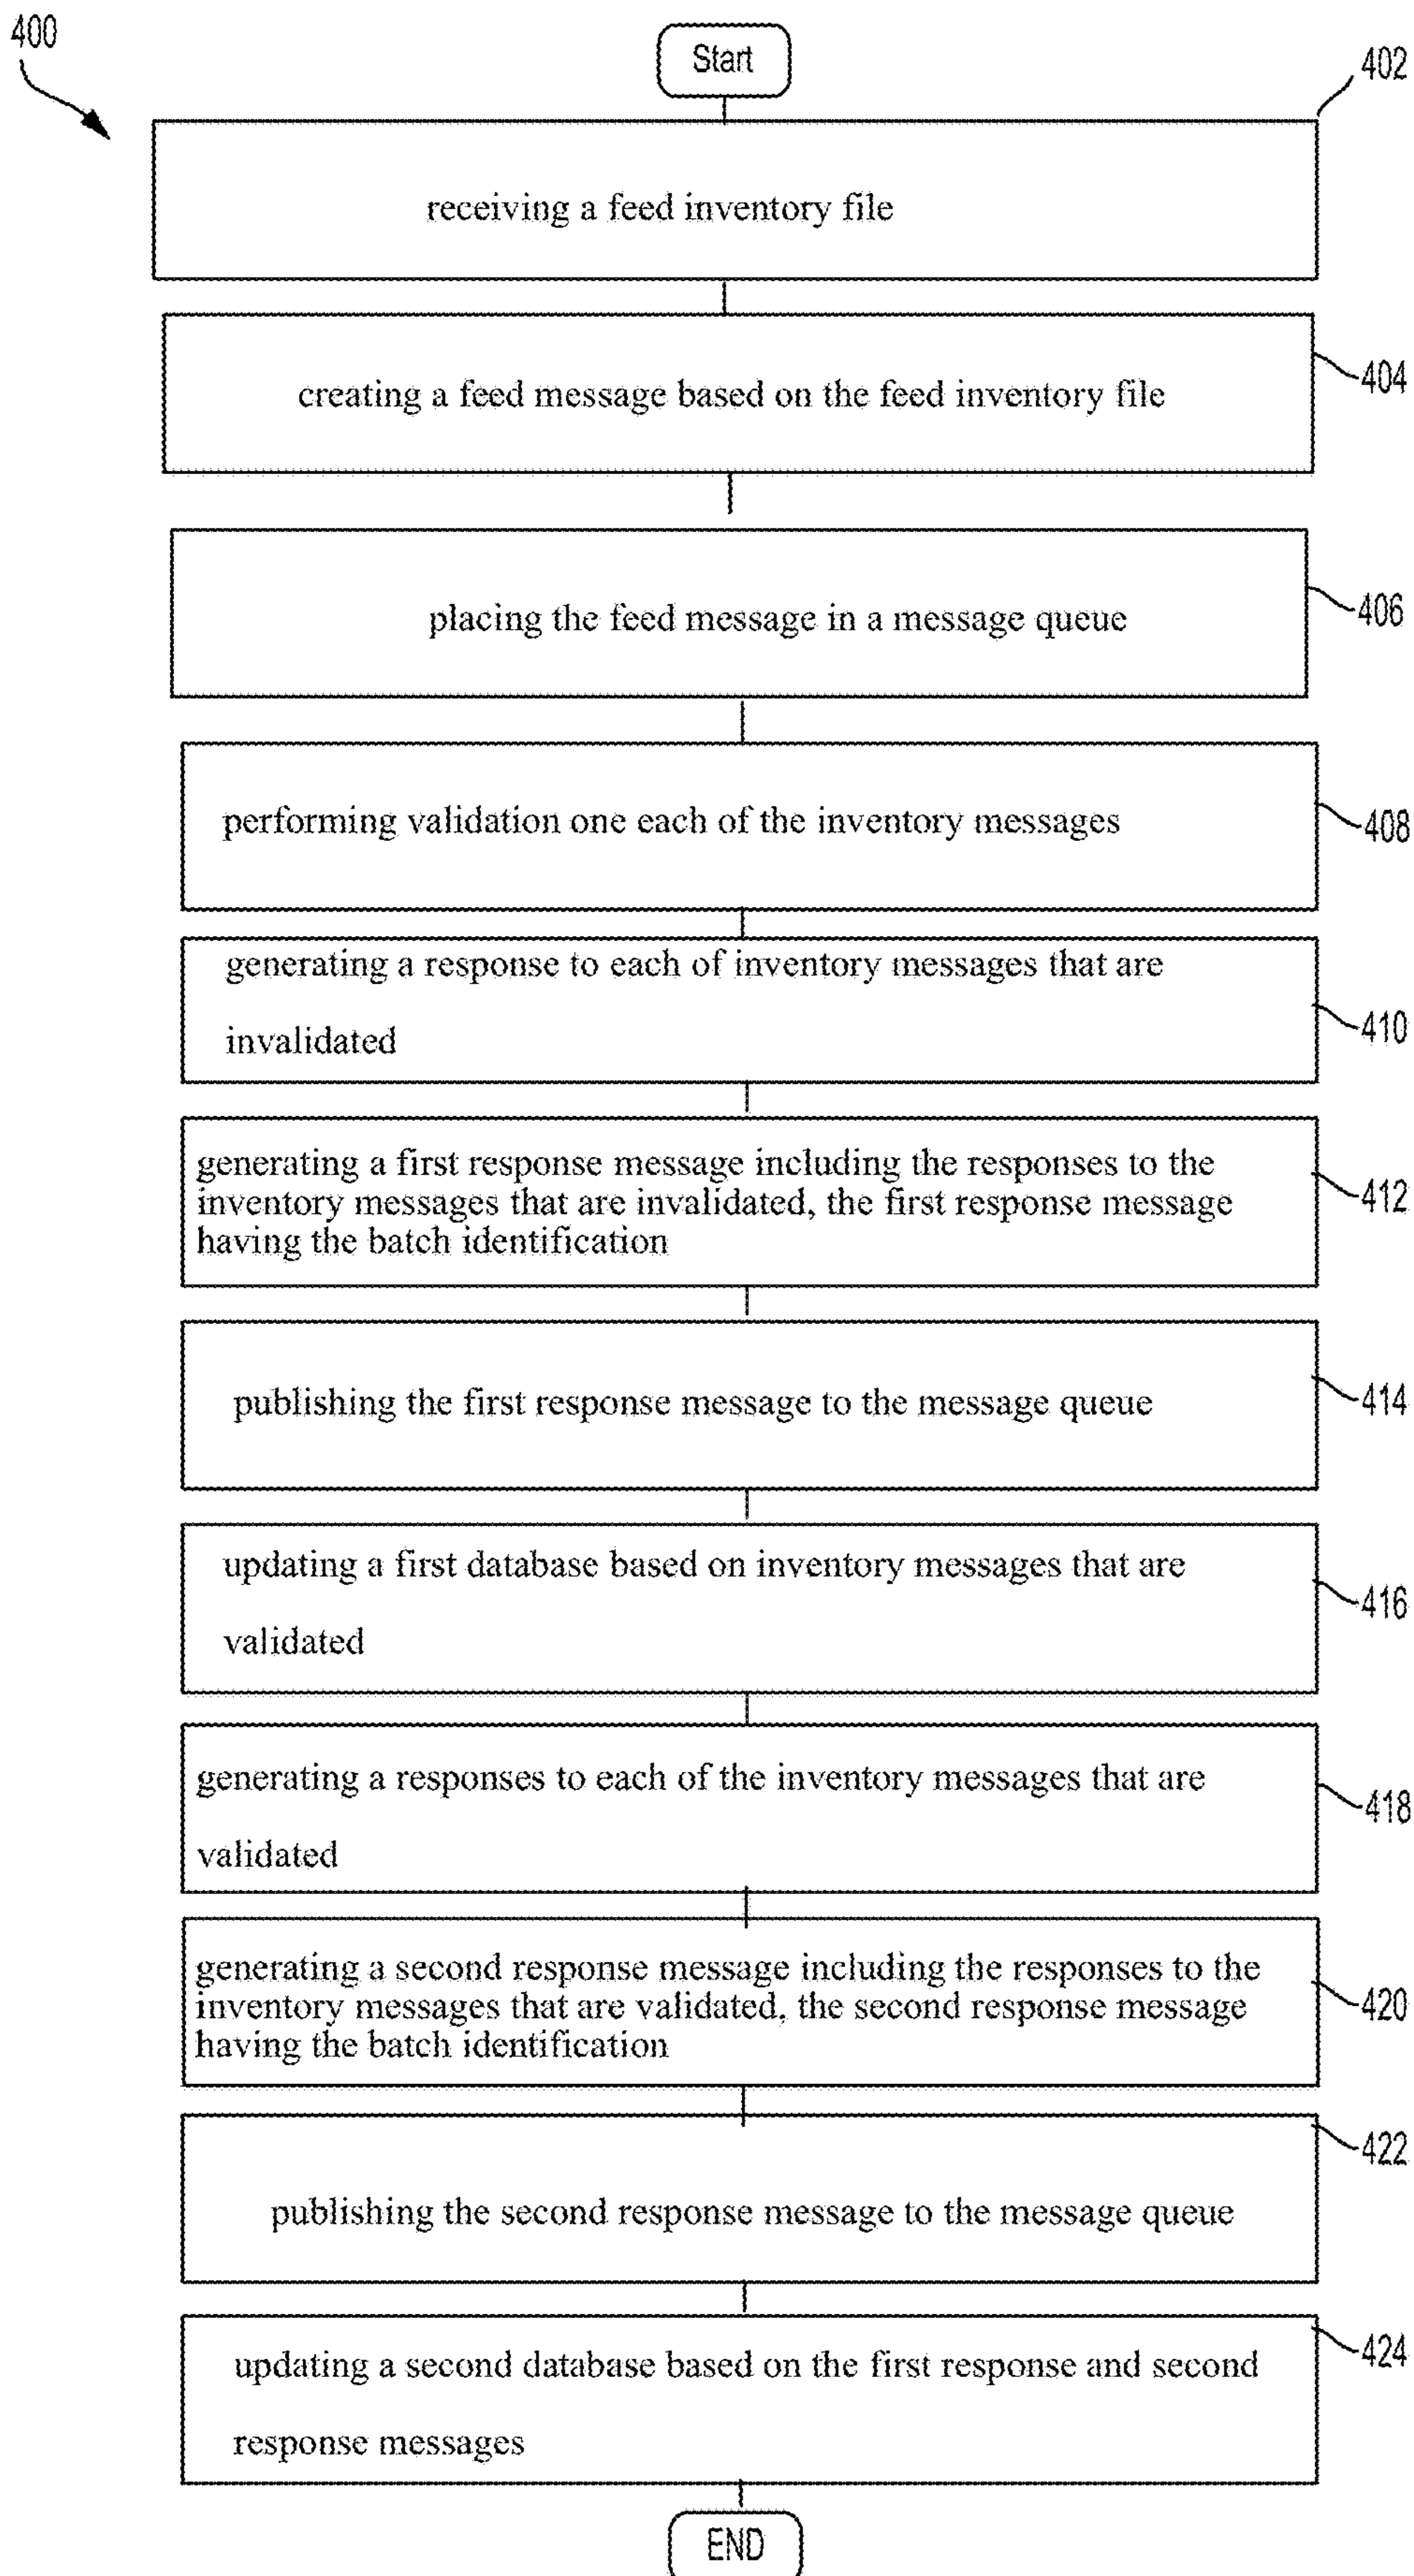 400
Start
402
receiving a feed inventory file
creating a feed message based on the feed inventory file
404
placing the feed message in a message queue
406
performing validation one each of the inventory messages
408
generating a response to each of inventory messages that are
invalidated
410
generating a first response message including the responses to the
inventory messages that are invalidated, the first response message
having the batch identification
412
publishing the first response message to the message queue
414
updating a first database based on inventory messages that are
validated
416
generating a responses to each of the inventory messages that are
validated
418
generating a second response message including the responses to the
inventory messages that are validated, the second response message
having the batch identification
420
publishing the second response message to the message queue
422
updating a second database based on the first response and second
response messages
424
END